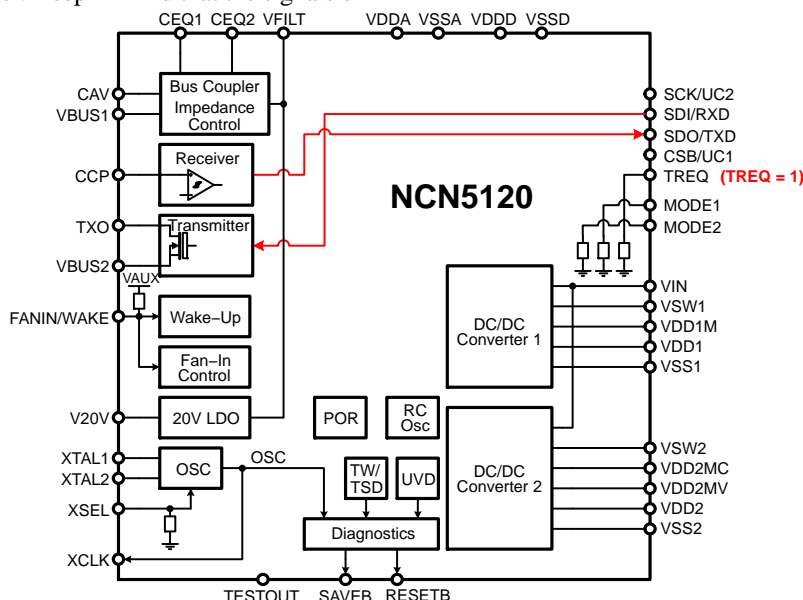 CEQ1 CEQ2 VFILT VDDA VSSA VDDD VSSD
CAV
VBUS1
CCP
TXO
VBUS2
VAUX
FANIN/WAKE
V20V
XTAL1
XTAL2
XSEL
XCLK
Bus Coupler
Impedance
Control
Receiver
Transmitter
Wake−Up
Fan−In
Control
20V LDO
OSC
OSC
NCN5120
POR
RC
Osc
TW/
TSD
UVD
Diagnostics
DC/DC
Converter 1
DC/DC
Converter 2
SCK/UC2
SDI/RXD
SDO/TXD
CSB/UC1
TREQ (TREQ = 1)
MODE1
MODE2
VIN
VSW1
VDD1M
VDD1
VSS1
VSW2
VDD2MC
VDD2MV
VDD2
VSS2
TESTOUT SAVEB RESETB